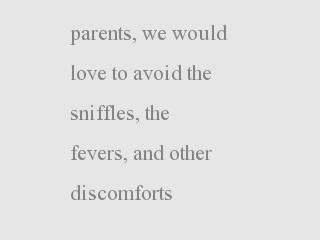 parents, we would
love to avoid the
sniffles, the
fevers, and other
discomforts